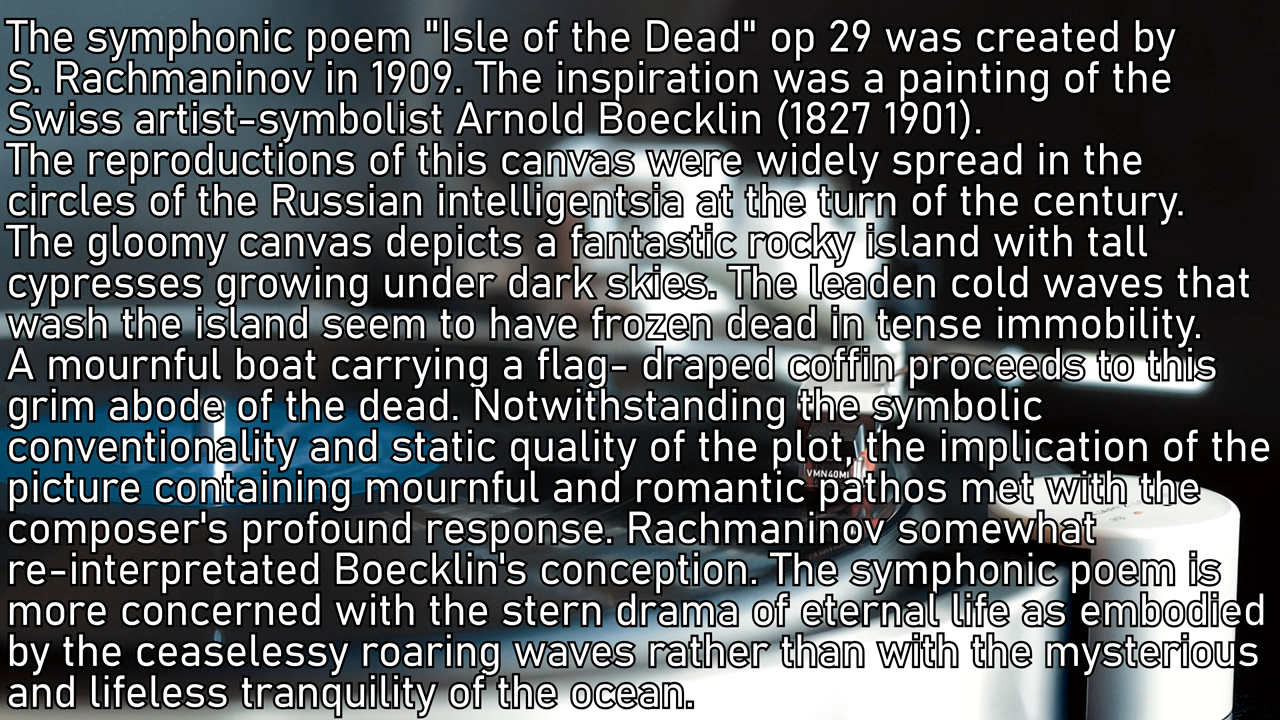 The symphonic poem "Isle of the Dead" op 29 was created by
S. Rachmaninov in 1909. The inspiration was a painting of the
Swiss artist-symbolist Arnold Boecklin (1827 1901).
The reproductions of this canvas were widely spread in the
circles of the Russian intelligentsia at the turn of the century.
The gloomy canvas depicts a fantastic rocky island with tall
cypresses growing under dark skies. The leaden cold waves that
wash the island seem to have frozen dead in tense immobility.
A mournful boat carrying a flag- draped coffin proceeds to this
grim abode of the dead. Notwithstanding the symbolic
conventionality and static quality of the plot, the implication of the
VMN40ML
picture containing mournful and romantic pathos met with the
composer's profound response. Rachmaninov somewhat
re-interpretated Boecklin's conception. The symphonic poem is
more concerned with the stern drama of eternal life as embodied
by the ceaselessy roaring waves rather than with the mysterious
and lifeless tranquility of the ocean.